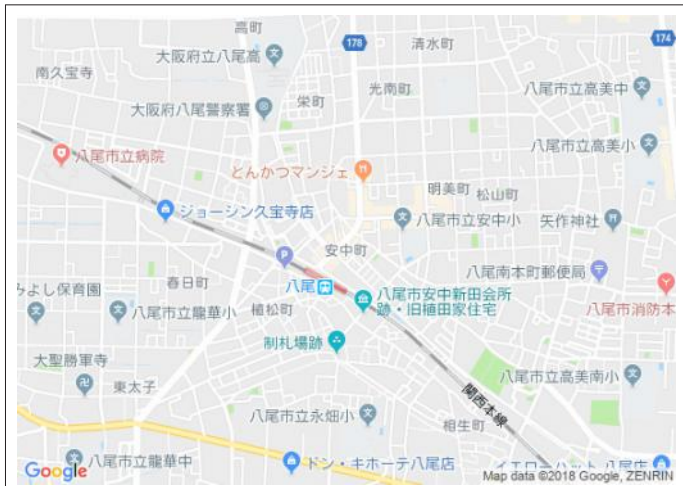 高町
清水町
178
174
大阪府立八尾高
南久宝寺
光南町
八尾市立高美中
栄町
大阪府八尾警察署
八尾市立高美小
八尾市立病院
とんかつマンジェ
明美町
松山町
ジョーシン久宝寺店
八尾市立安中小
矢作神社
安中町
P
春日町
八尾
八尾南本町郵便局
みよし保育園
八尾市立龍華小
植松町
八尾市安中新田会所
跡・旧植田家住宅
八尾市消防本
制札場跡
大聖勝軍寺
東太子
関西本線
八尾市立高美南小
八尾市立永畑小
相生町
八尾市立龍華中
ドン・キホーテ八尾店
イエローハット 八尾店
Google
Map data ©2018 Google, ZENRIN